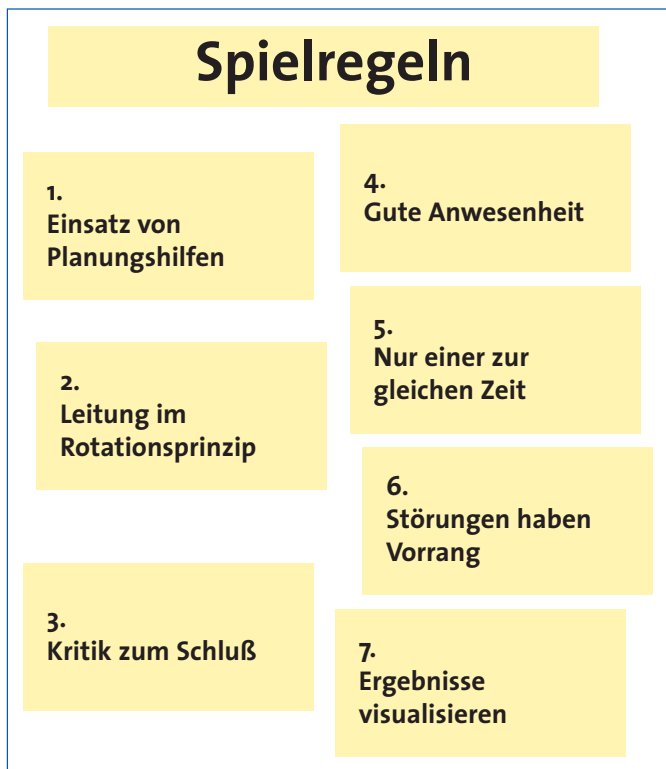 Spielregeln
1.
Einsatz von
Planungshilfen
2.
Leitung im
Rotationsprinzip
3.
Kritik zum Schluß
4.
Gute Anwesenheit
5.
Nur einer zur
gleichen Zeit
6.
Störungen haben
Vorrang
7.
Ergebnisse
visualisieren